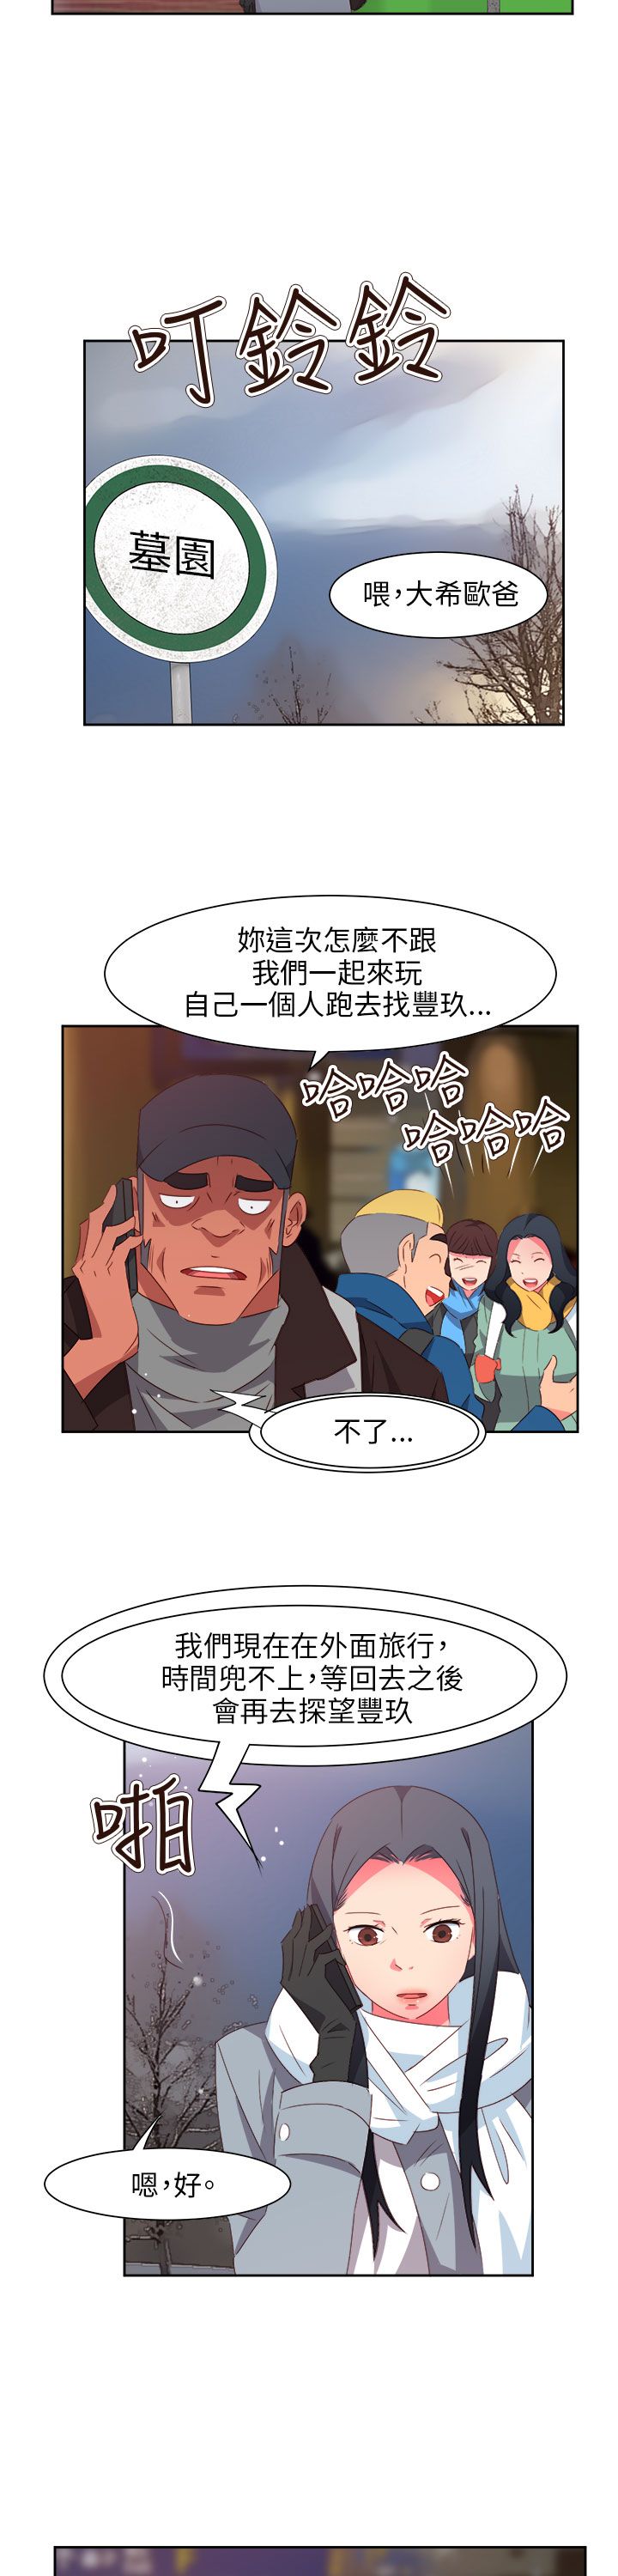 叮鈴鈴
墓園
喂，大希歐爸
妳這次怎麼不跟
我們一起來玩
自己一個人跑去找豐玖…
哈哈哈
哈哈哈
不了…
我們現在在外面旅行，
時間兜不上，等回去之後
會再去探望豐玖
啪
嗯，好。